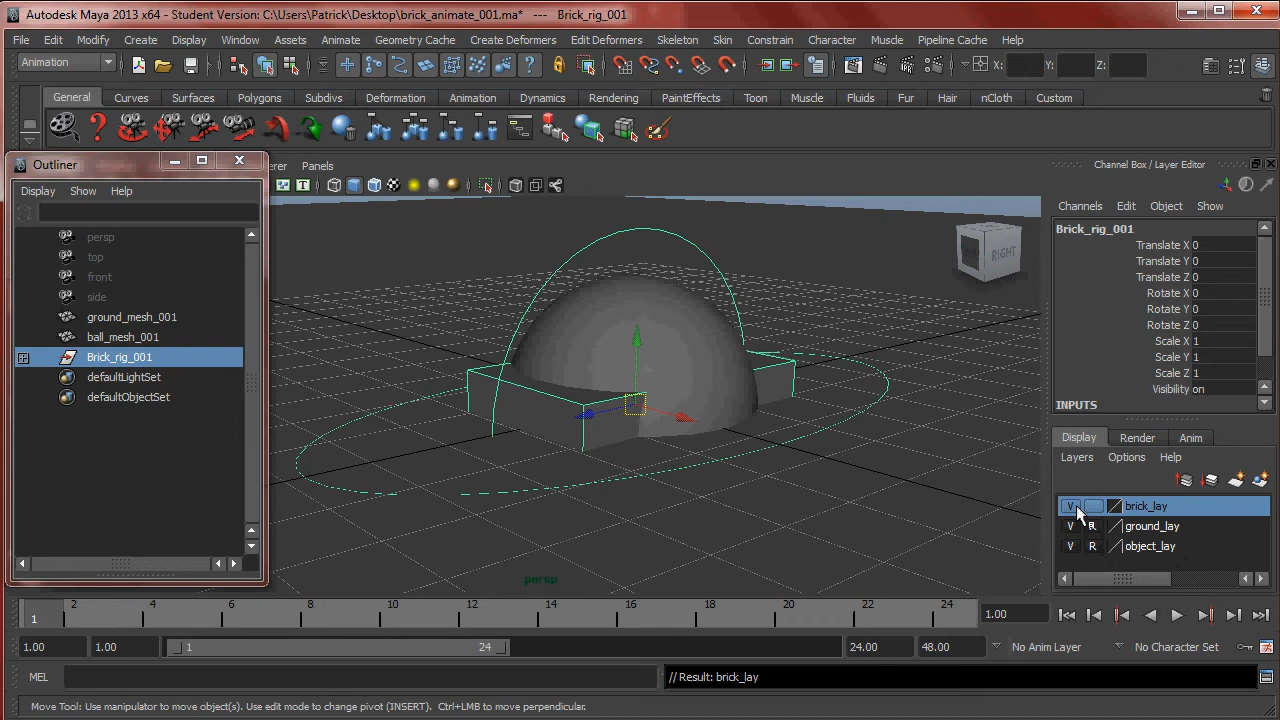 Autodesk Maya 2013 x64 - Student Version: C:\Users\Patrick\Desktop\brick_animate_001.ma* --- Brick_rig_001
File Edit Modify Create Display Window Assets Animate Geometry Cache Create Deformers Edit Deformers Skeleton Skin Constrain Character Muscle Pipeline Cache Help
Animation X: Y: Z:
General Curves Surfaces Polygons Subdivs Deformation Animation Dynamics Rendering PaintEffects Toon Muscle Fluids Fur Hair nCloth Custom
Outliner
Display Show Help
persp
top
front
side
ground_mesh_001
ball_mesh_001
Brick_rig_001
defaultLightSet
defaultObjectSet
erer Panels
RIGHT
persp
Channel Box / Layer Editor
Channels Edit Object Show
Brick_rig_001
Translate X 0
Translate Y 0
Translate Z 0
Rotate X 0
Rotate Y 0
Rotate Z 0
Scale X 1
Scale Y 1
Scale Z 1
Visibility on
INPUTS
Display Render Anim
Layers Options Help
V brick_lay
V R ground_lay
V R object_lay
1 2 4 6 8 10 12 14 16 18 20 22 24 1.00
1.00 1.00 1 24 24.00 48.00 No Anim Layer No Character Set
MEL // Result: brick_lay
Move Tool: Use manipulator to move object(s). Use edit mode to change pivot (INSERT). Ctrl+LMB to move perpendicular.